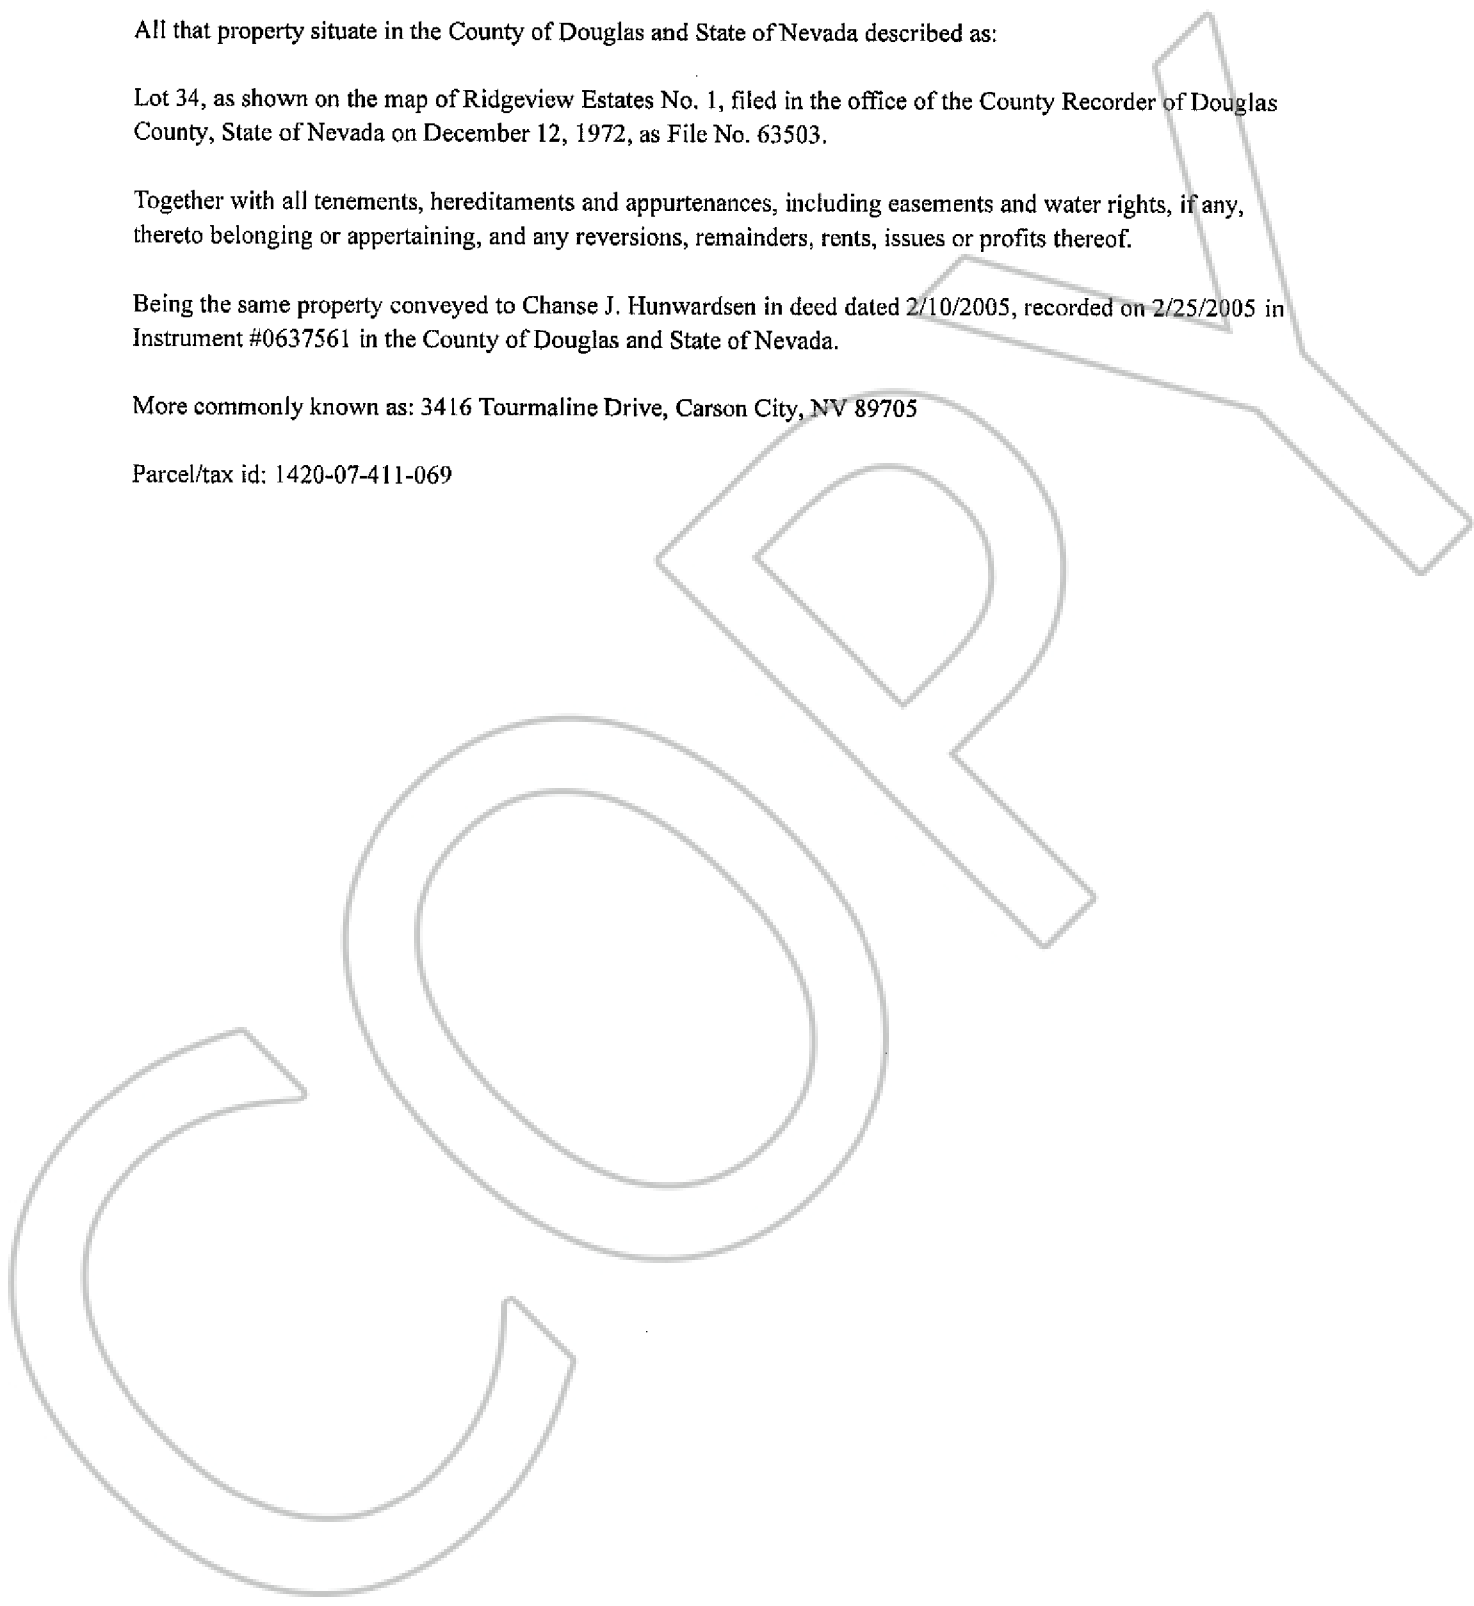 All that property situate in the County of Douglas and State of Nevada described as:
Lot 34, as shown on the map of Ridgeview Estates No. 1, filed in the office of the County Recorder of Douglas
County, State of Nevada on December 12, 1972, as File No. 63503.
Together with all tenements, hereditaments and appurtenances, including easements and water rights, if any,
thereto belonging or appertaining, and any reversions, remainders, rents, issues or profits thereof.
Being the same property conveyed to Chanse J. Hunwardsen in deed dated 2/10/2005, recorded on 2/25/2005 in
Instrument #0637561 in the County of Douglas and State of Nevada.
More commonly known as: 3416 Tourmaline Drive, Carson City, NV 89705
Parcel/tax id: 1420-07-411-069
COPY